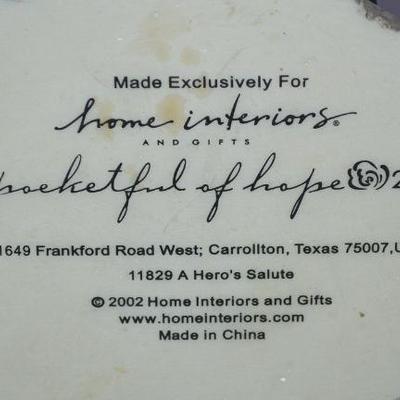 Made Exclusively For
home interiors®
AND GIFTS
pocketful of hope® 2
1649 Frankford Road West; Carrollton, Texas 75007,U
11829 A Hero's Salute
© 2002 Home Interiors and Gifts
www.homeinteriors.com
Made in China